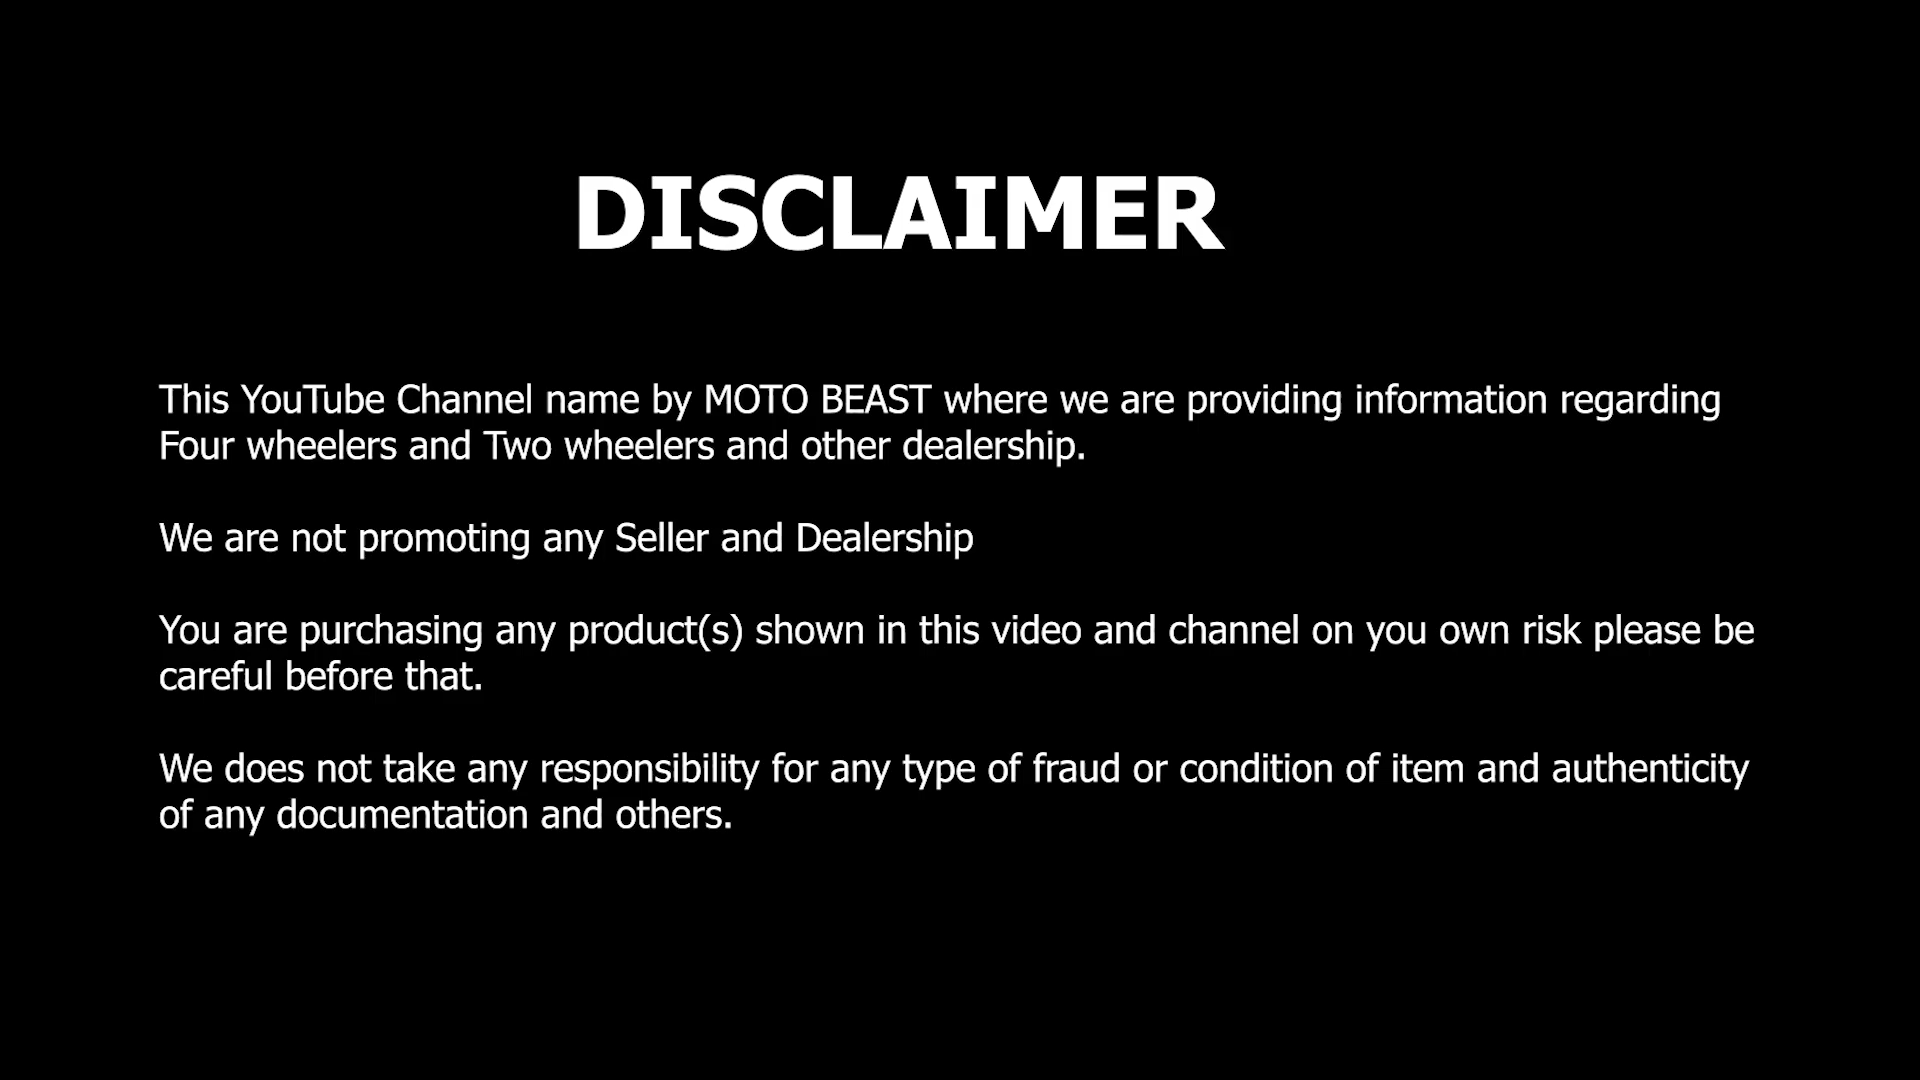 DISCLAIMER
This YouTube Channel name by MOTO BEAST where we are providing information regarding
Four wheelers and Two wheelers and other dealership.
We are not promoting any Seller and Dealership
You are purchasing any product(s) shown in this video and channel on you own risk please be
careful before that.
We does not take any responsibility for any type of fraud or condition of item and authenticity
of any documentation and others.